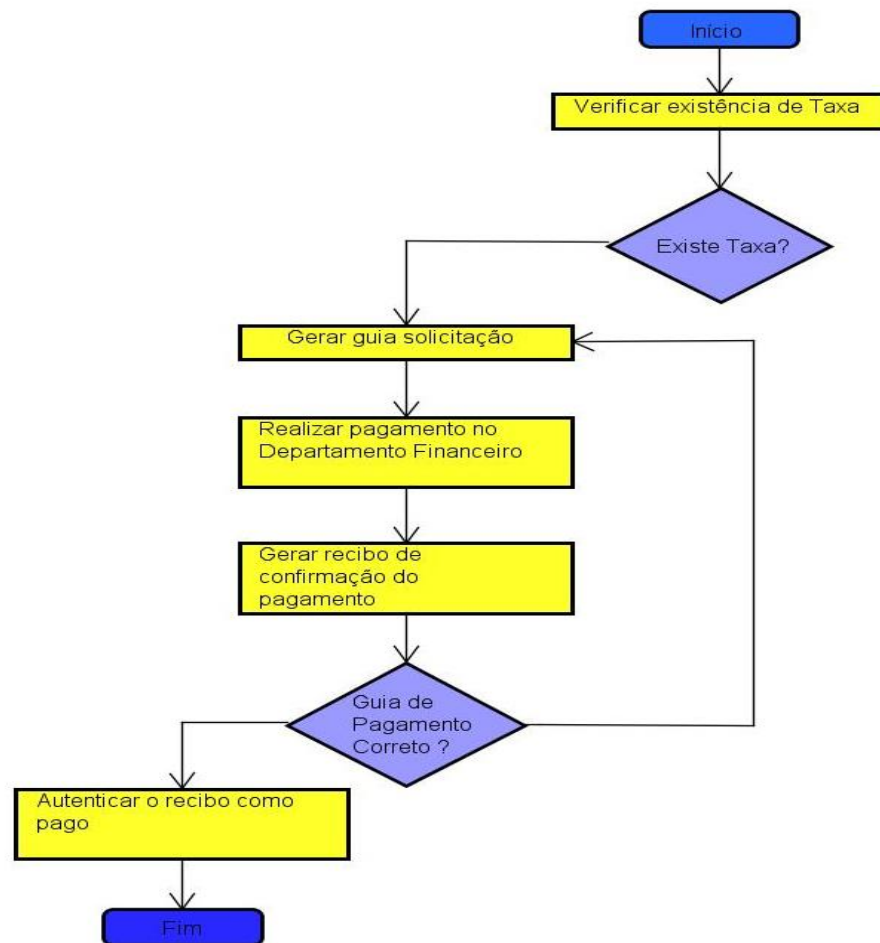 Início
Verificar existência de Taxa
Existe Taxa?
Gerar guia solicitação
Realizar pagamento no
Departamento Financeiro
Gerar recibo de
confirmação do
pagamento
Guia de
Pagamento
Correto ?
Autenticar o recibo como
pago
Fim